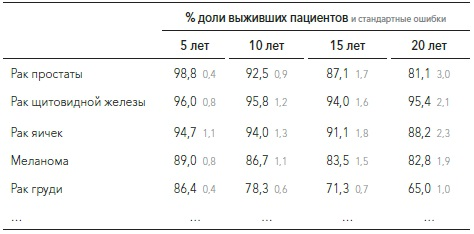 % доли выживших пациентов и стандартные ошибки
5 лет 10 лет 15 лет 20 лет
Рак простаты 98,8 0,4 92,5 0,9 87,1 1,7 81,1 3,0
Рак щитовидной железы 96,0 0,8 95,8 1,2 94,0 1,6 95,4 2,1
Рак яичек 94,7 1,1 94,0 1,3 91,1 1,8 88,2 2,3
Меланома 89,0 0,8 86,7 1,1 83,5 1,5 82,8 1,9
Рак груди 86,4 0,4 78,3 0,6 71,3 0,7 65,0 1,0
... ... ... ... ...